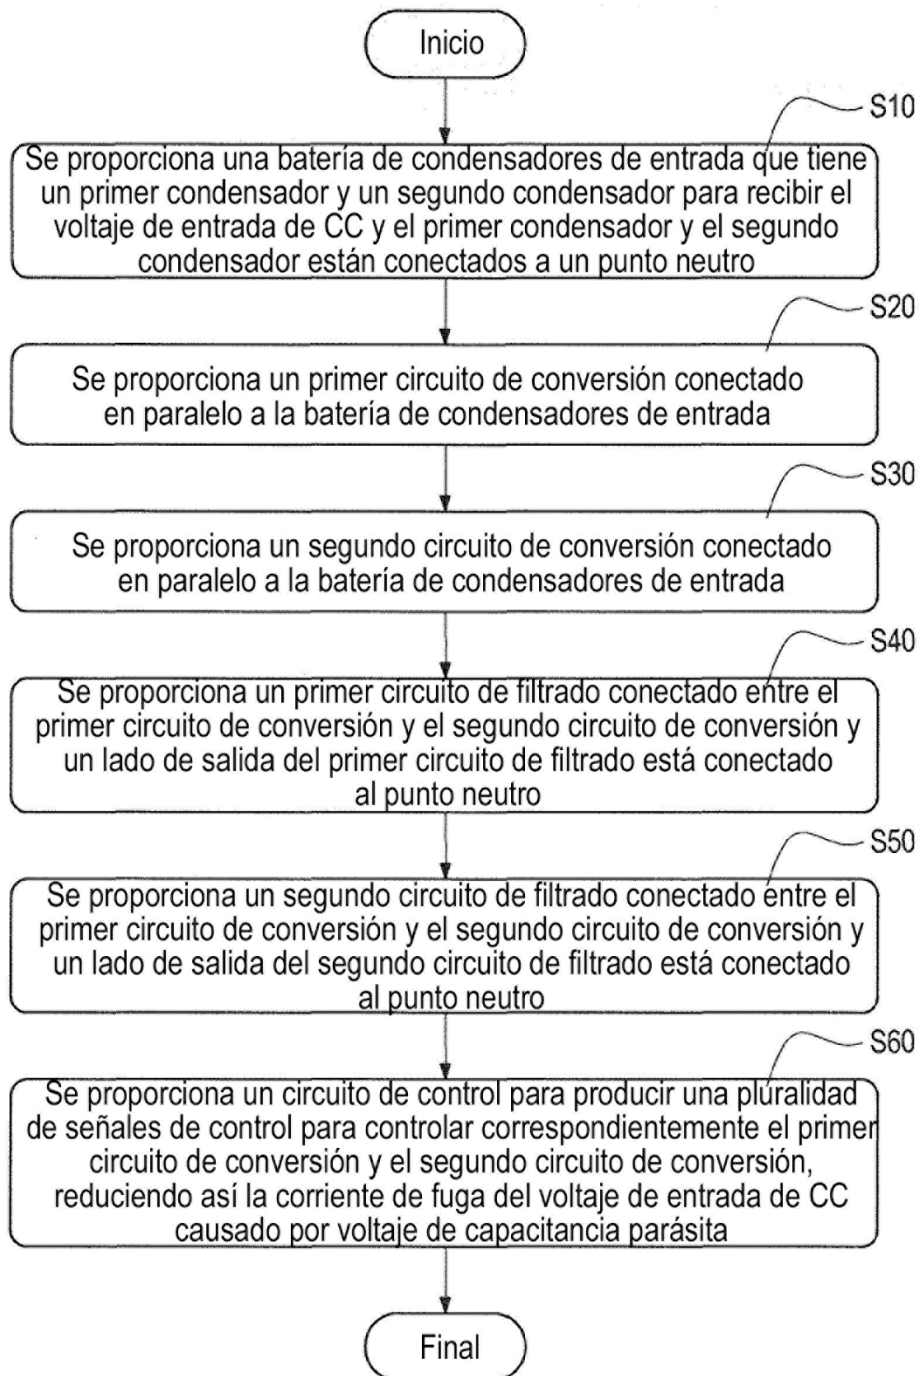 Inicio
S10
Se proporciona una batería de condensadores de entrada que tiene
un primer condensador y un segundo condensador para recibir el
voltaje de entrada de CC y el primer condensador y el segundo
condensador están conectados a un punto neutro
S20
Se proporciona un primer circuito de conversión conectado
en paralelo a la batería de condensadores de entrada
S30
Se proporciona un segundo circuito de conversión conectado
en paralelo a la batería de condensadores de entrada
S40
Se proporciona un primer circuito de filtrado conectado entre el
primer circuito de conversión y el segundo circuito de conversión y
un lado de salida del primer circuito de filtrado está conectado
al punto neutro
S50
Se proporciona un segundo circuito de filtrado conectado entre el
primer circuito de conversión y el segundo circuito de conversión y
un lado de salida del segundo circuito de filtrado está conectado
al punto neutro
S60
Se proporciona un circuito de control para producir una pluralidad
de señales de control para controlar correspondientemente el primer
circuito de conversión y el segundo circuito de conversión,
reduciendo así la corriente de fuga del voltaje de entrada de CC
causado por voltaje de capacitancia parásita
Final